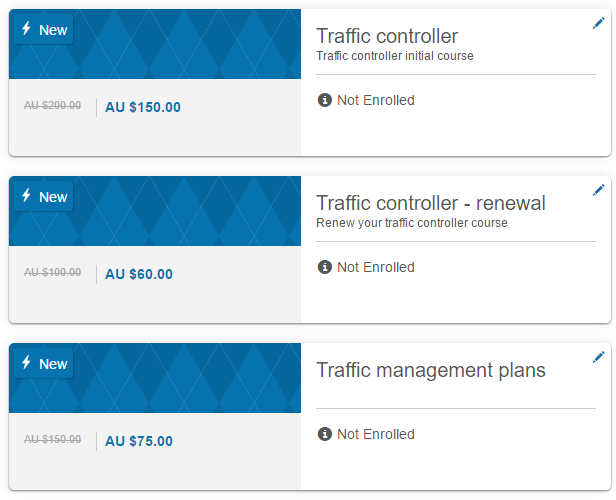 New
Traffic controller
Traffic controller initial course
AU $200.00 AU $150.00
Not Enrolled
New
Traffic controller - renewal
Renew your traffic controller course
AU $100.00 AU $60.00
Not Enrolled
New
Traffic management plans
AU $150.00 AU $75.00
Not Enrolled